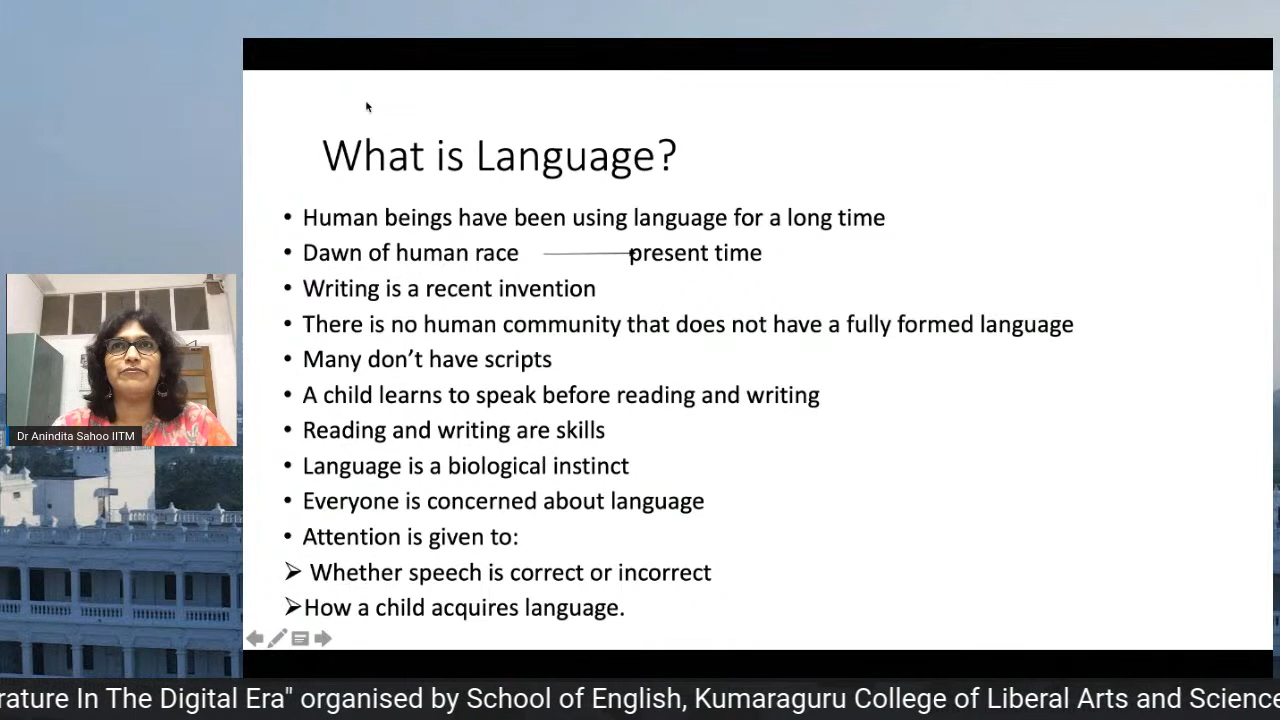 What is Language?
• Human beings have been using language for a long time
• Dawn of human race present time
• Writing is a recent invention
• There is no human community that does not have a fully formed language
• Many don’t have scripts
• A child learns to speak before reading and writing
• Reading and writing are skills
• Language is a biological instinct
• Everyone is concerned about language
• Attention is given to:
➢ Whether speech is correct or incorrect
➢How a child acquires language.
Dr Anindita Sahoo IITM
rature In The Digital Era" organised by School of English, Kumaraguru College of Liberal Arts and Science